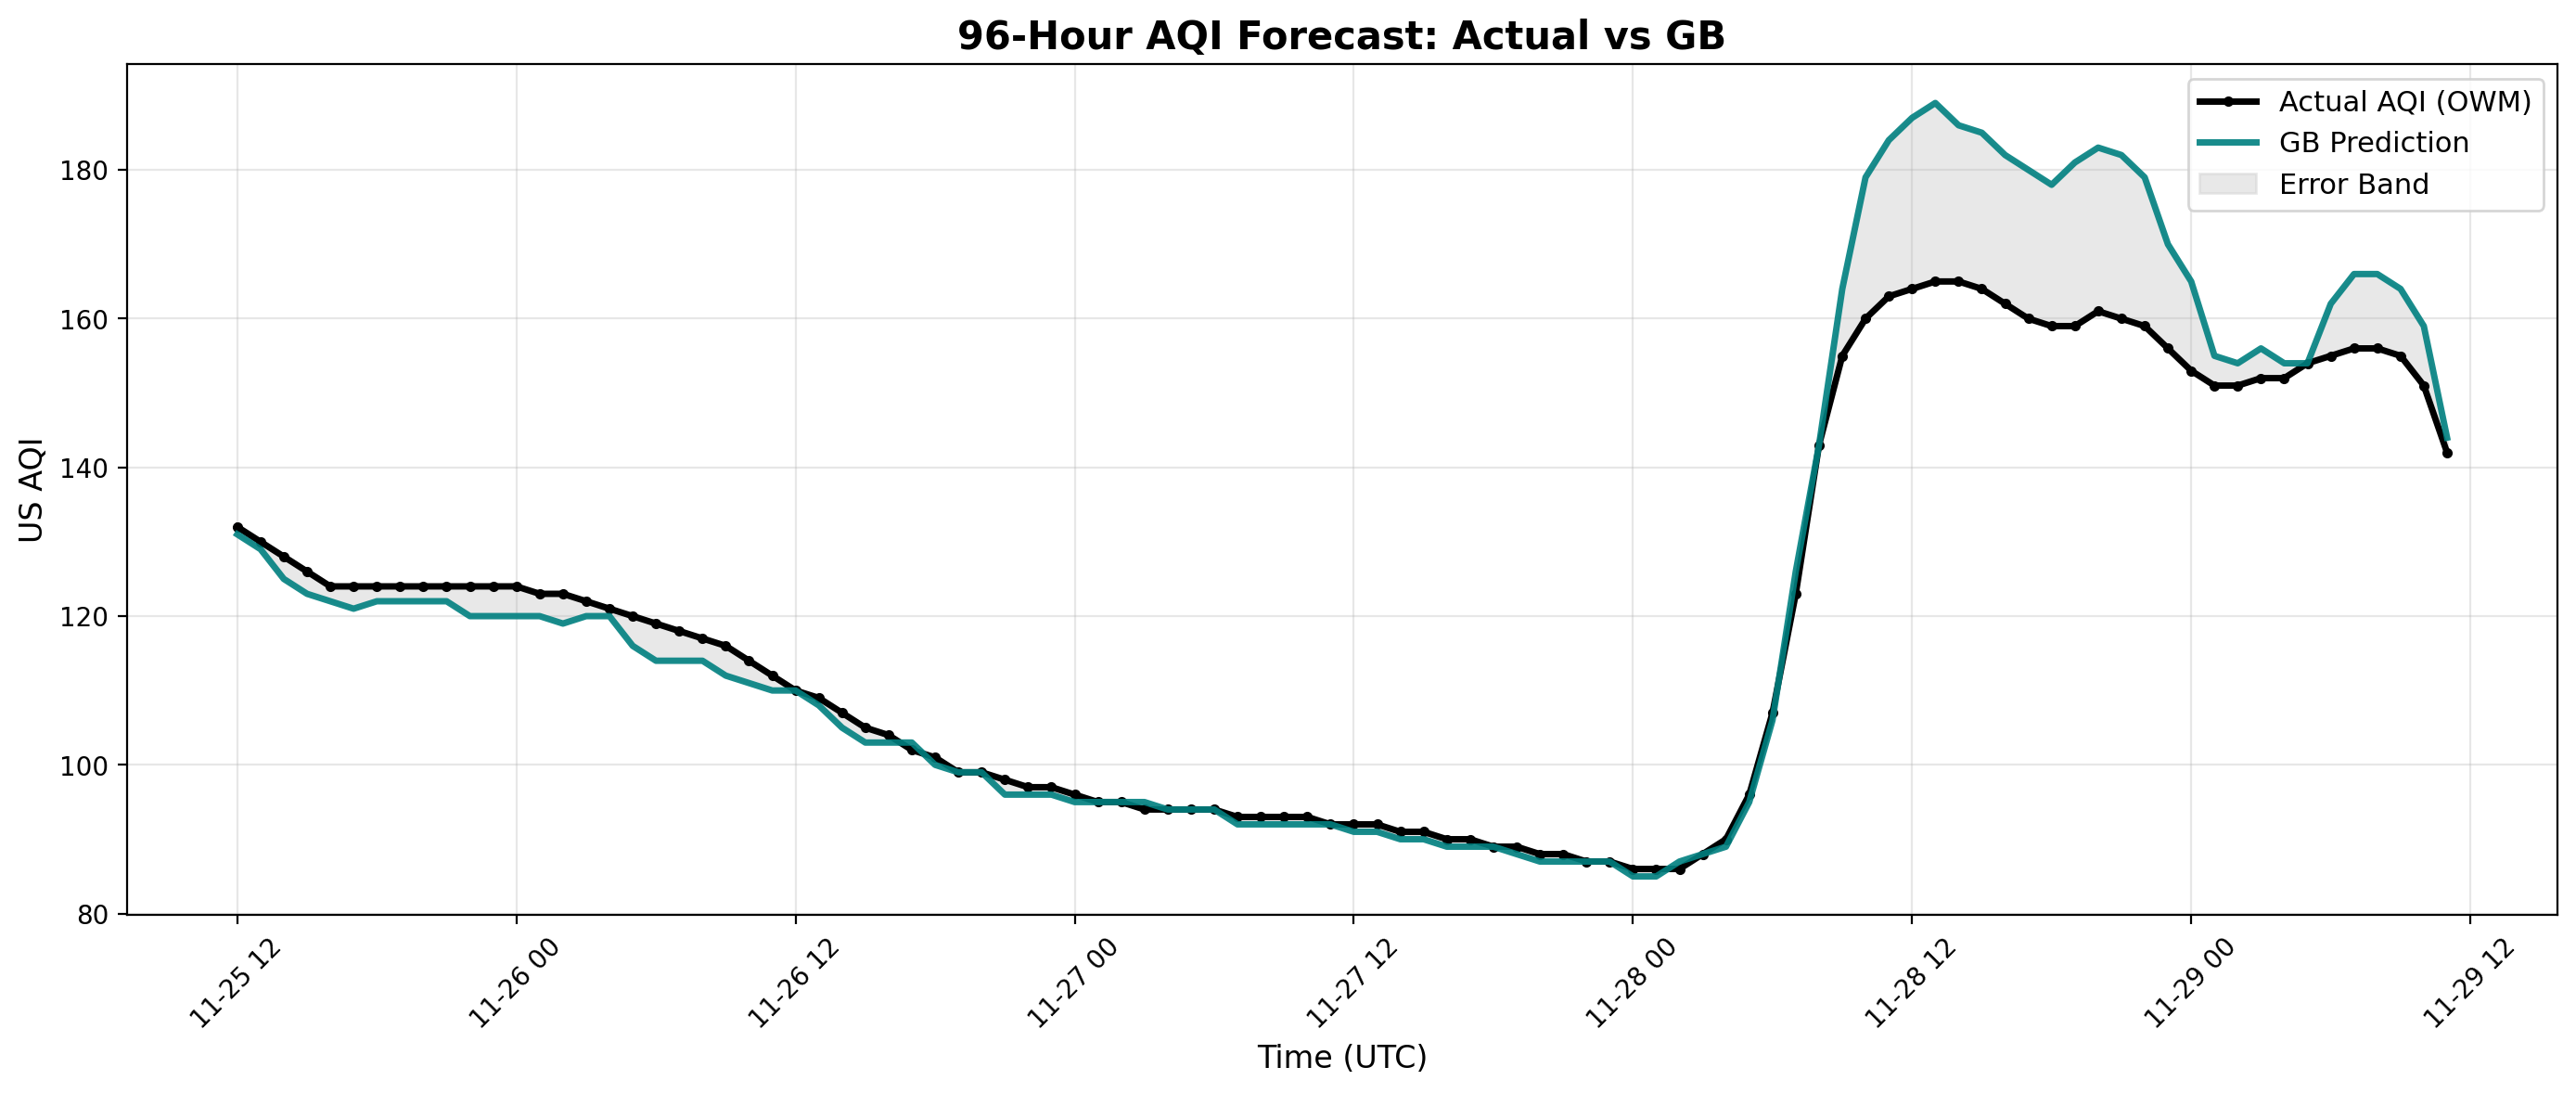 96-Hour AQI Forecast: Actual vs GB
Actual AQI (OWM)
GB Prediction
Error Band
US AQI
180
160
140
120
100
80
11-25 12
11-26 00
11-26 12
11-27 00
11-27 12
11-28 00
11-28 12
11-29 00
11-29 12
Time (UTC)